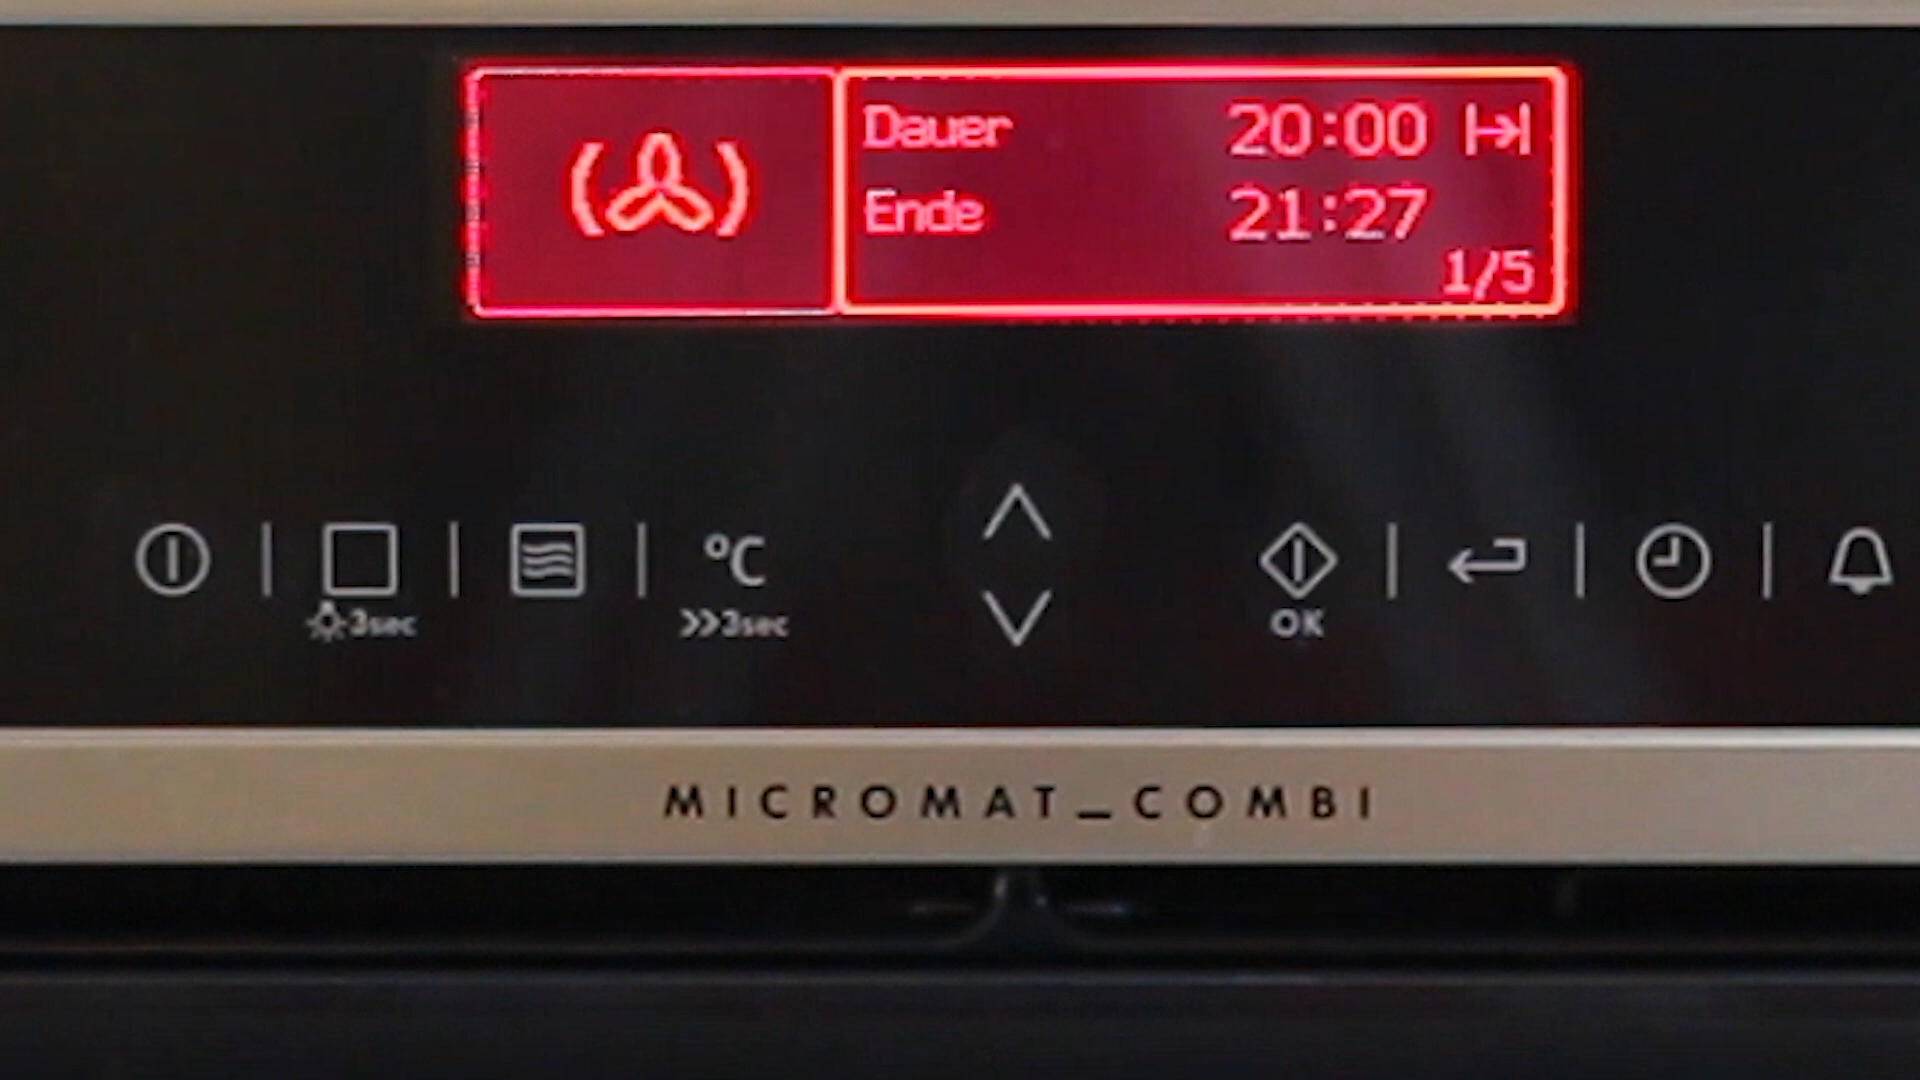 Dauer 20:00
Ende 21:27
1/5
°C
3sec
»3sec
OK
MICROMAT_COMBI